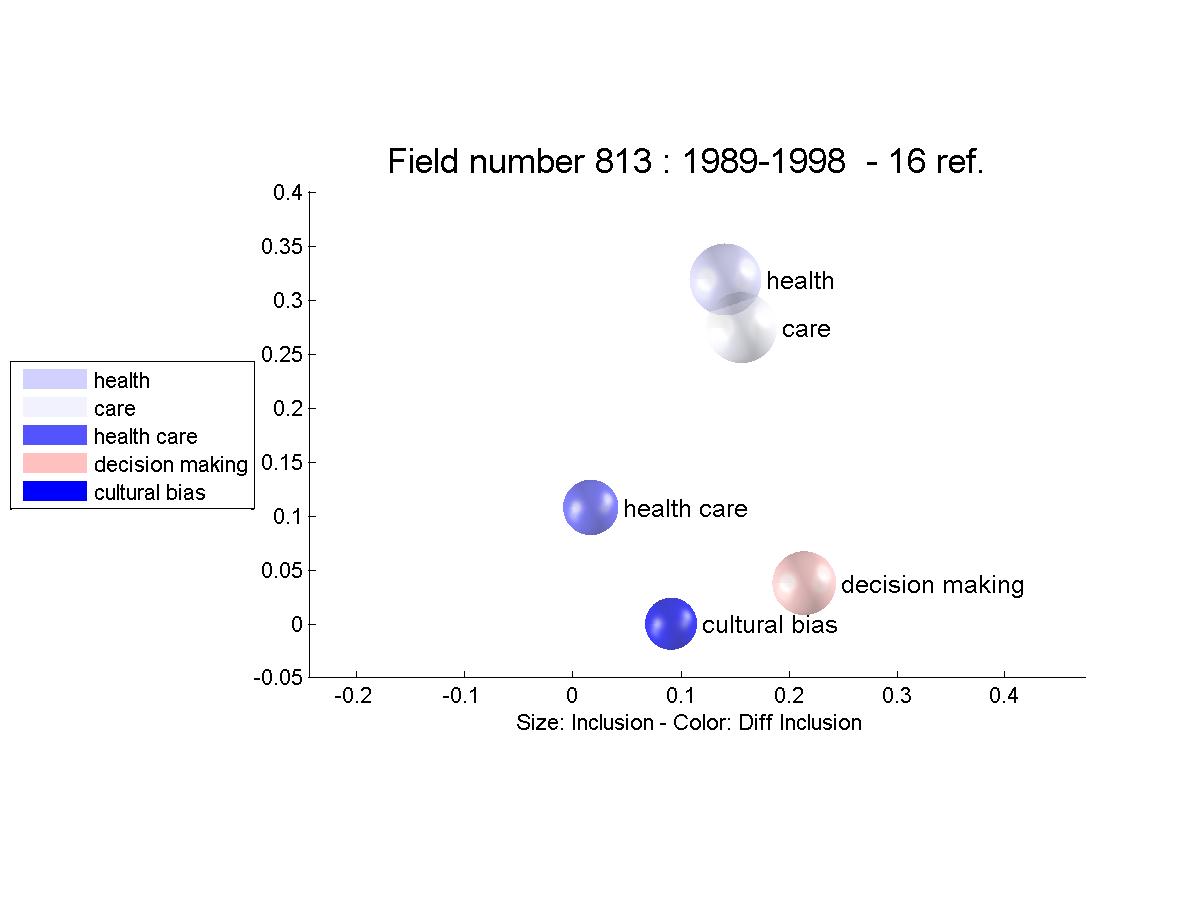 Field number 813 : 1989-1998 - 16 ref.
0.4
0.35
0.3
0.25
0.2
0.15
0.1
0.05
0
-0.05
health
care
health care
decision making
cultural bias
health
care
health care
decision making
cultural bias
-0.2 -0.1 0 0.1 0.2 0.3 0.4
Size: Inclusion - Color: Diff Inclusion